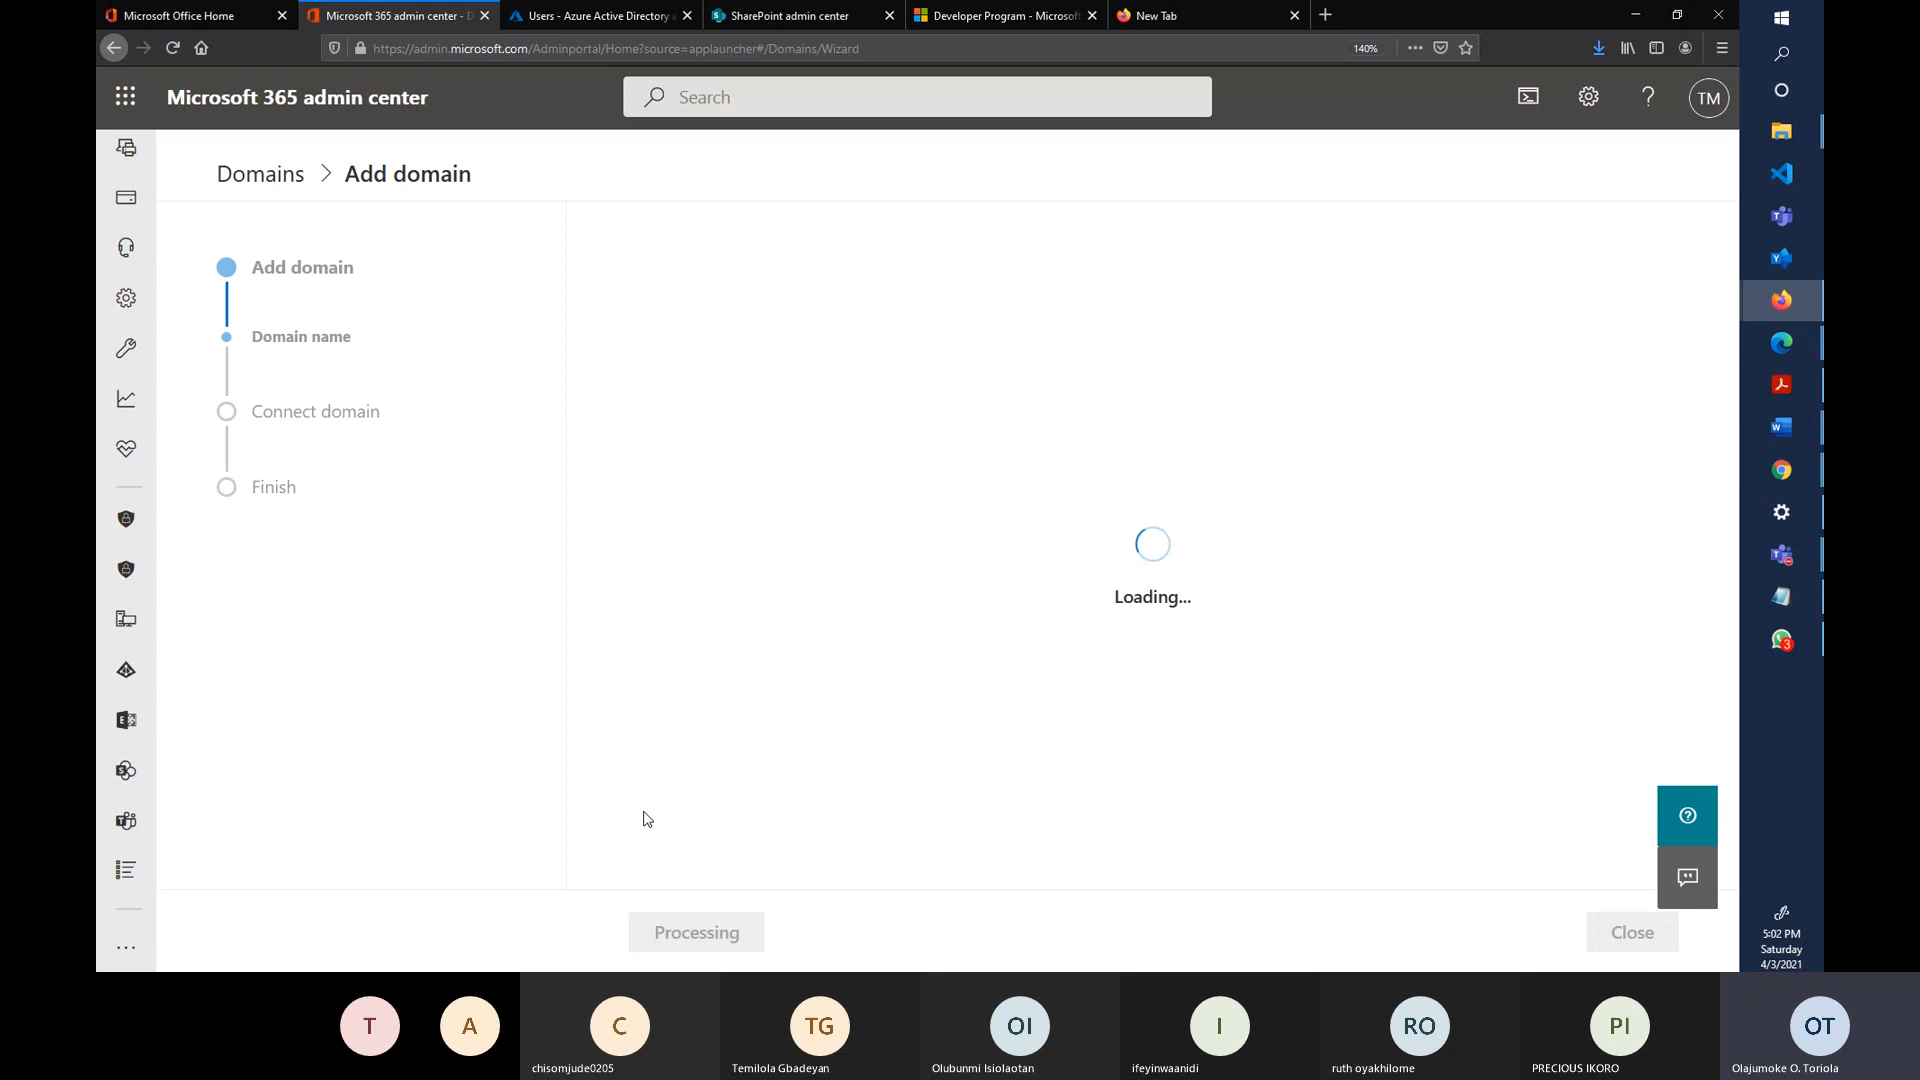 Microsoft Office Home
Microsoft 365 admin center - D
Users - Azure Active Directory a
SharePoint admin center
Developer Program - Microsoft
New Tab
https://admin.microsoft.com/Adminportal/Home?source=applauncher#/Domains/Wizard
140%
Microsoft 365 admin center
Search
TM
Domains > Add domain
Add domain
Domain name
Connect domain
Finish
Loading...
Processing
Close
3
5:02 PM
Saturday
4/3/2021
T
A
C
TG
OI
I
RO
PI
OT
chisomjude0205
Temilola Gbadeyan
Olubunmi Isiolaotan
ifeyinwaanidi
ruth oyakhilome
PRECIOUS IKORO
Olajumoke O. Toriola